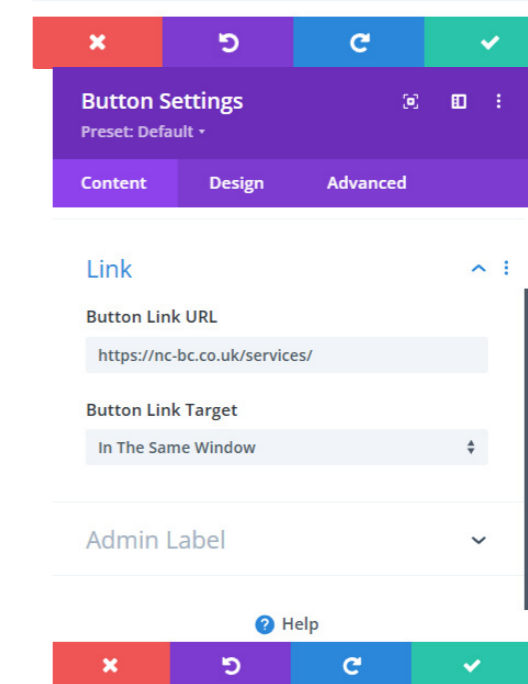 Button Settings
Preset: Default
Content Design Advanced
Link
Button Link URL
https://nc-bc.co.uk/services/
Button Link Target
In The Same Window
Admin Label
? Help